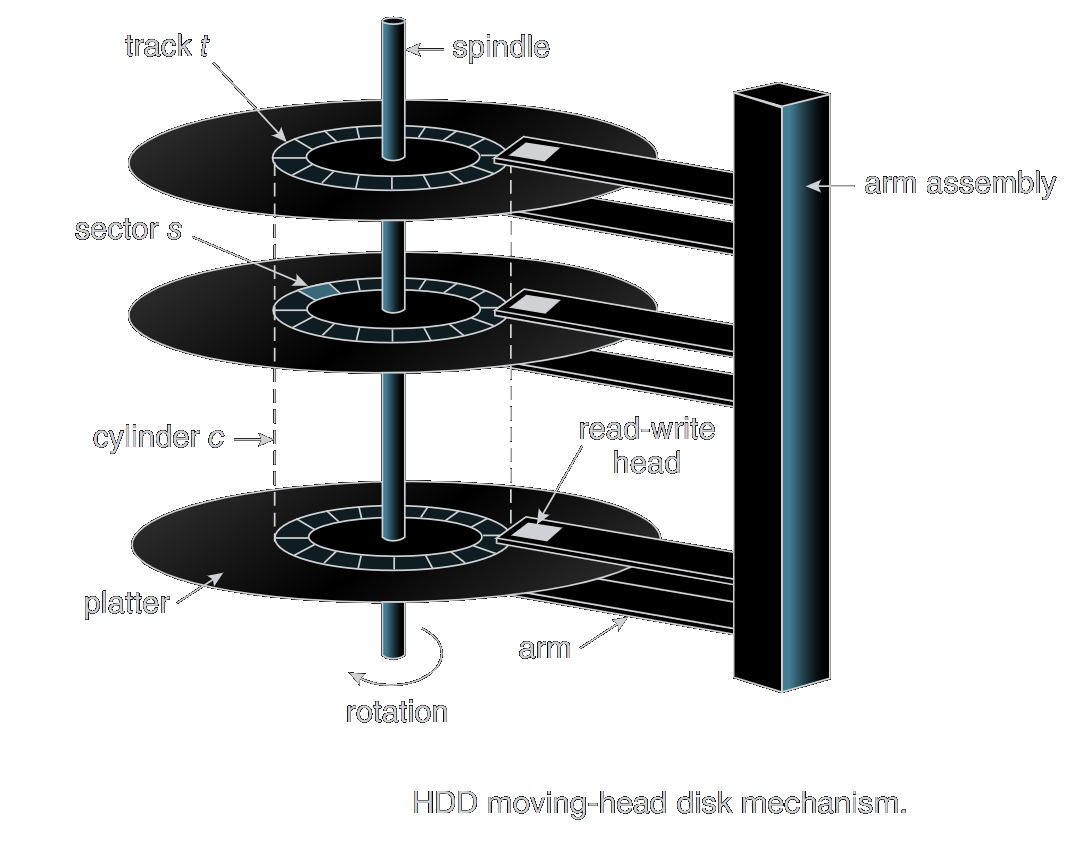 track t
spindle
arm assembly
sector s
cylinder c
read-write
head
platter
arm
rotation
HDD moving-head disk mechanism.